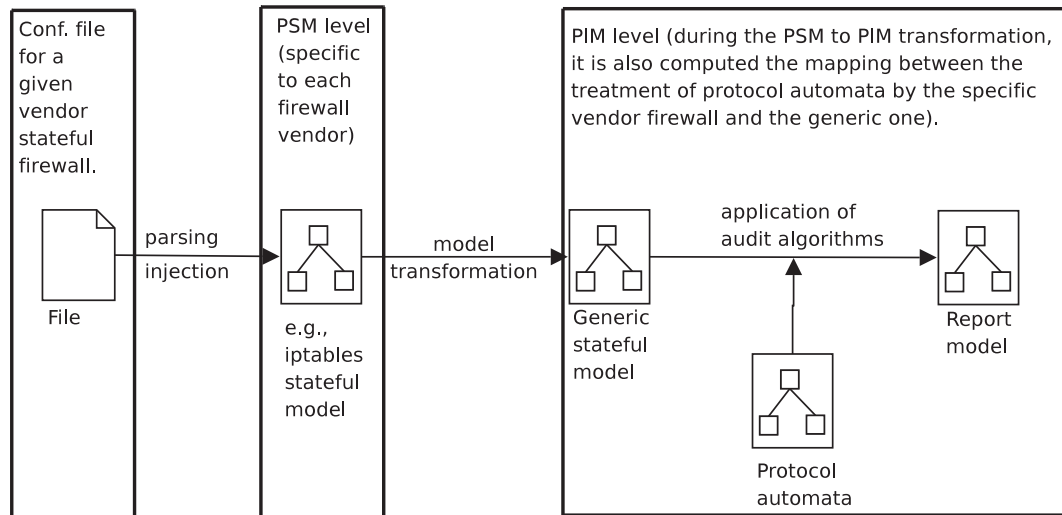 Conf. file
for a
given
vendor
stateful
firewall.
File
parsing
injection
PSM level
(specific
to each
firewall
vendor)
e.g.,
iptables
stateful
model
model
transformation
PIM level (during the PSM to PIM transformation,
it is also computed the mapping between the
treatment of protocol automata by the specific
vendor firewall and the generic one).
Generic
stateful
model
application of
audit algorithms
Protocol
automata
Report
model